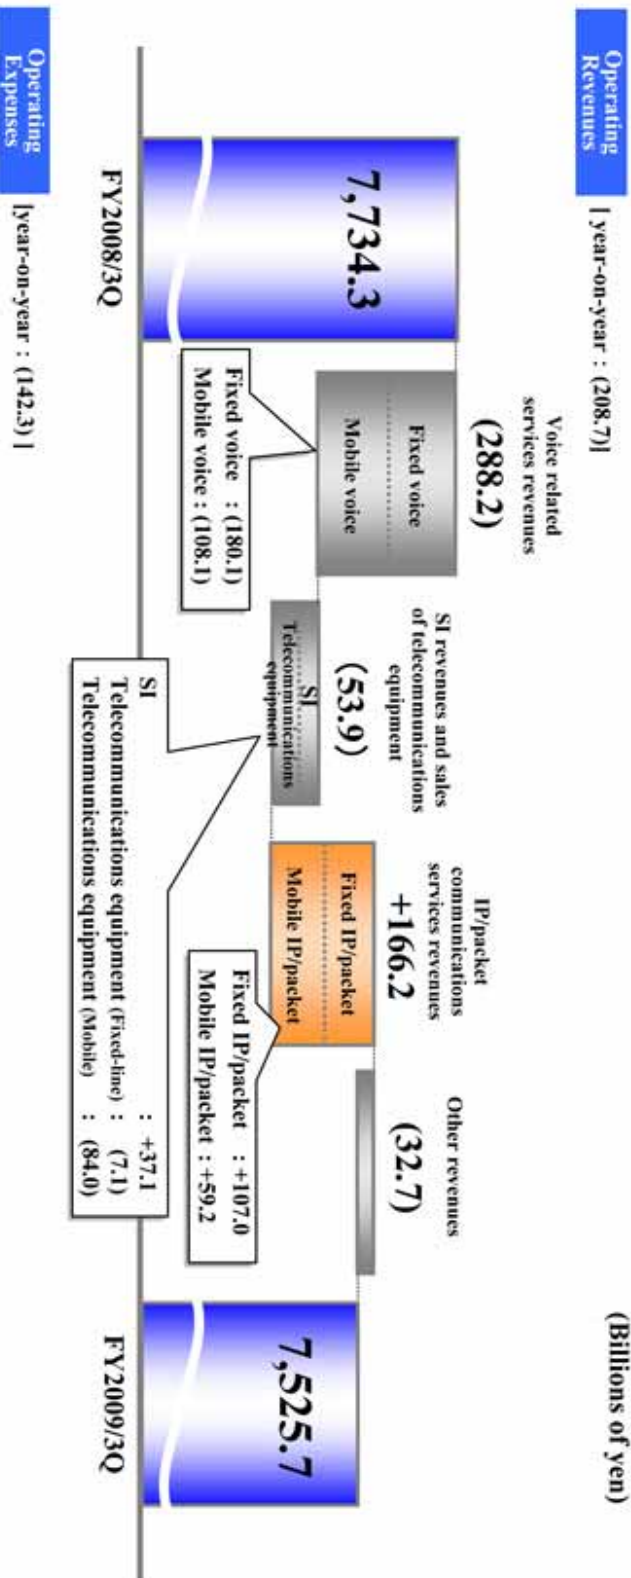 Operating
Revenues
[ year-on-year : (208.7)]
(Billions of yen)
Voice related
services revenues
(288.2)
SI revenues and sales
of telecommunications
equipment
(53.9)
IP/packet
communications
services revenues
+166.2
Other revenues
(32.7)
7,734.3
Fixed voice
Mobile voice
SI
Telecommunications
equipment
Fixed IP/packet
Mobile IP/packet
7,525.7
Fixed voice : (180.1)
Mobile voice : (108.1)
Fixed IP/packet : +107.0
Mobile IP/packet : +59.2
SI : +37.1
Telecommunications equipment (Fixed-line) : (7.1)
Telecommunications equipment (Mobile) : (84.0)
FY2008/3Q
FY2009/3Q
Operating
Expenses
[year-on-year : (142.3) ]